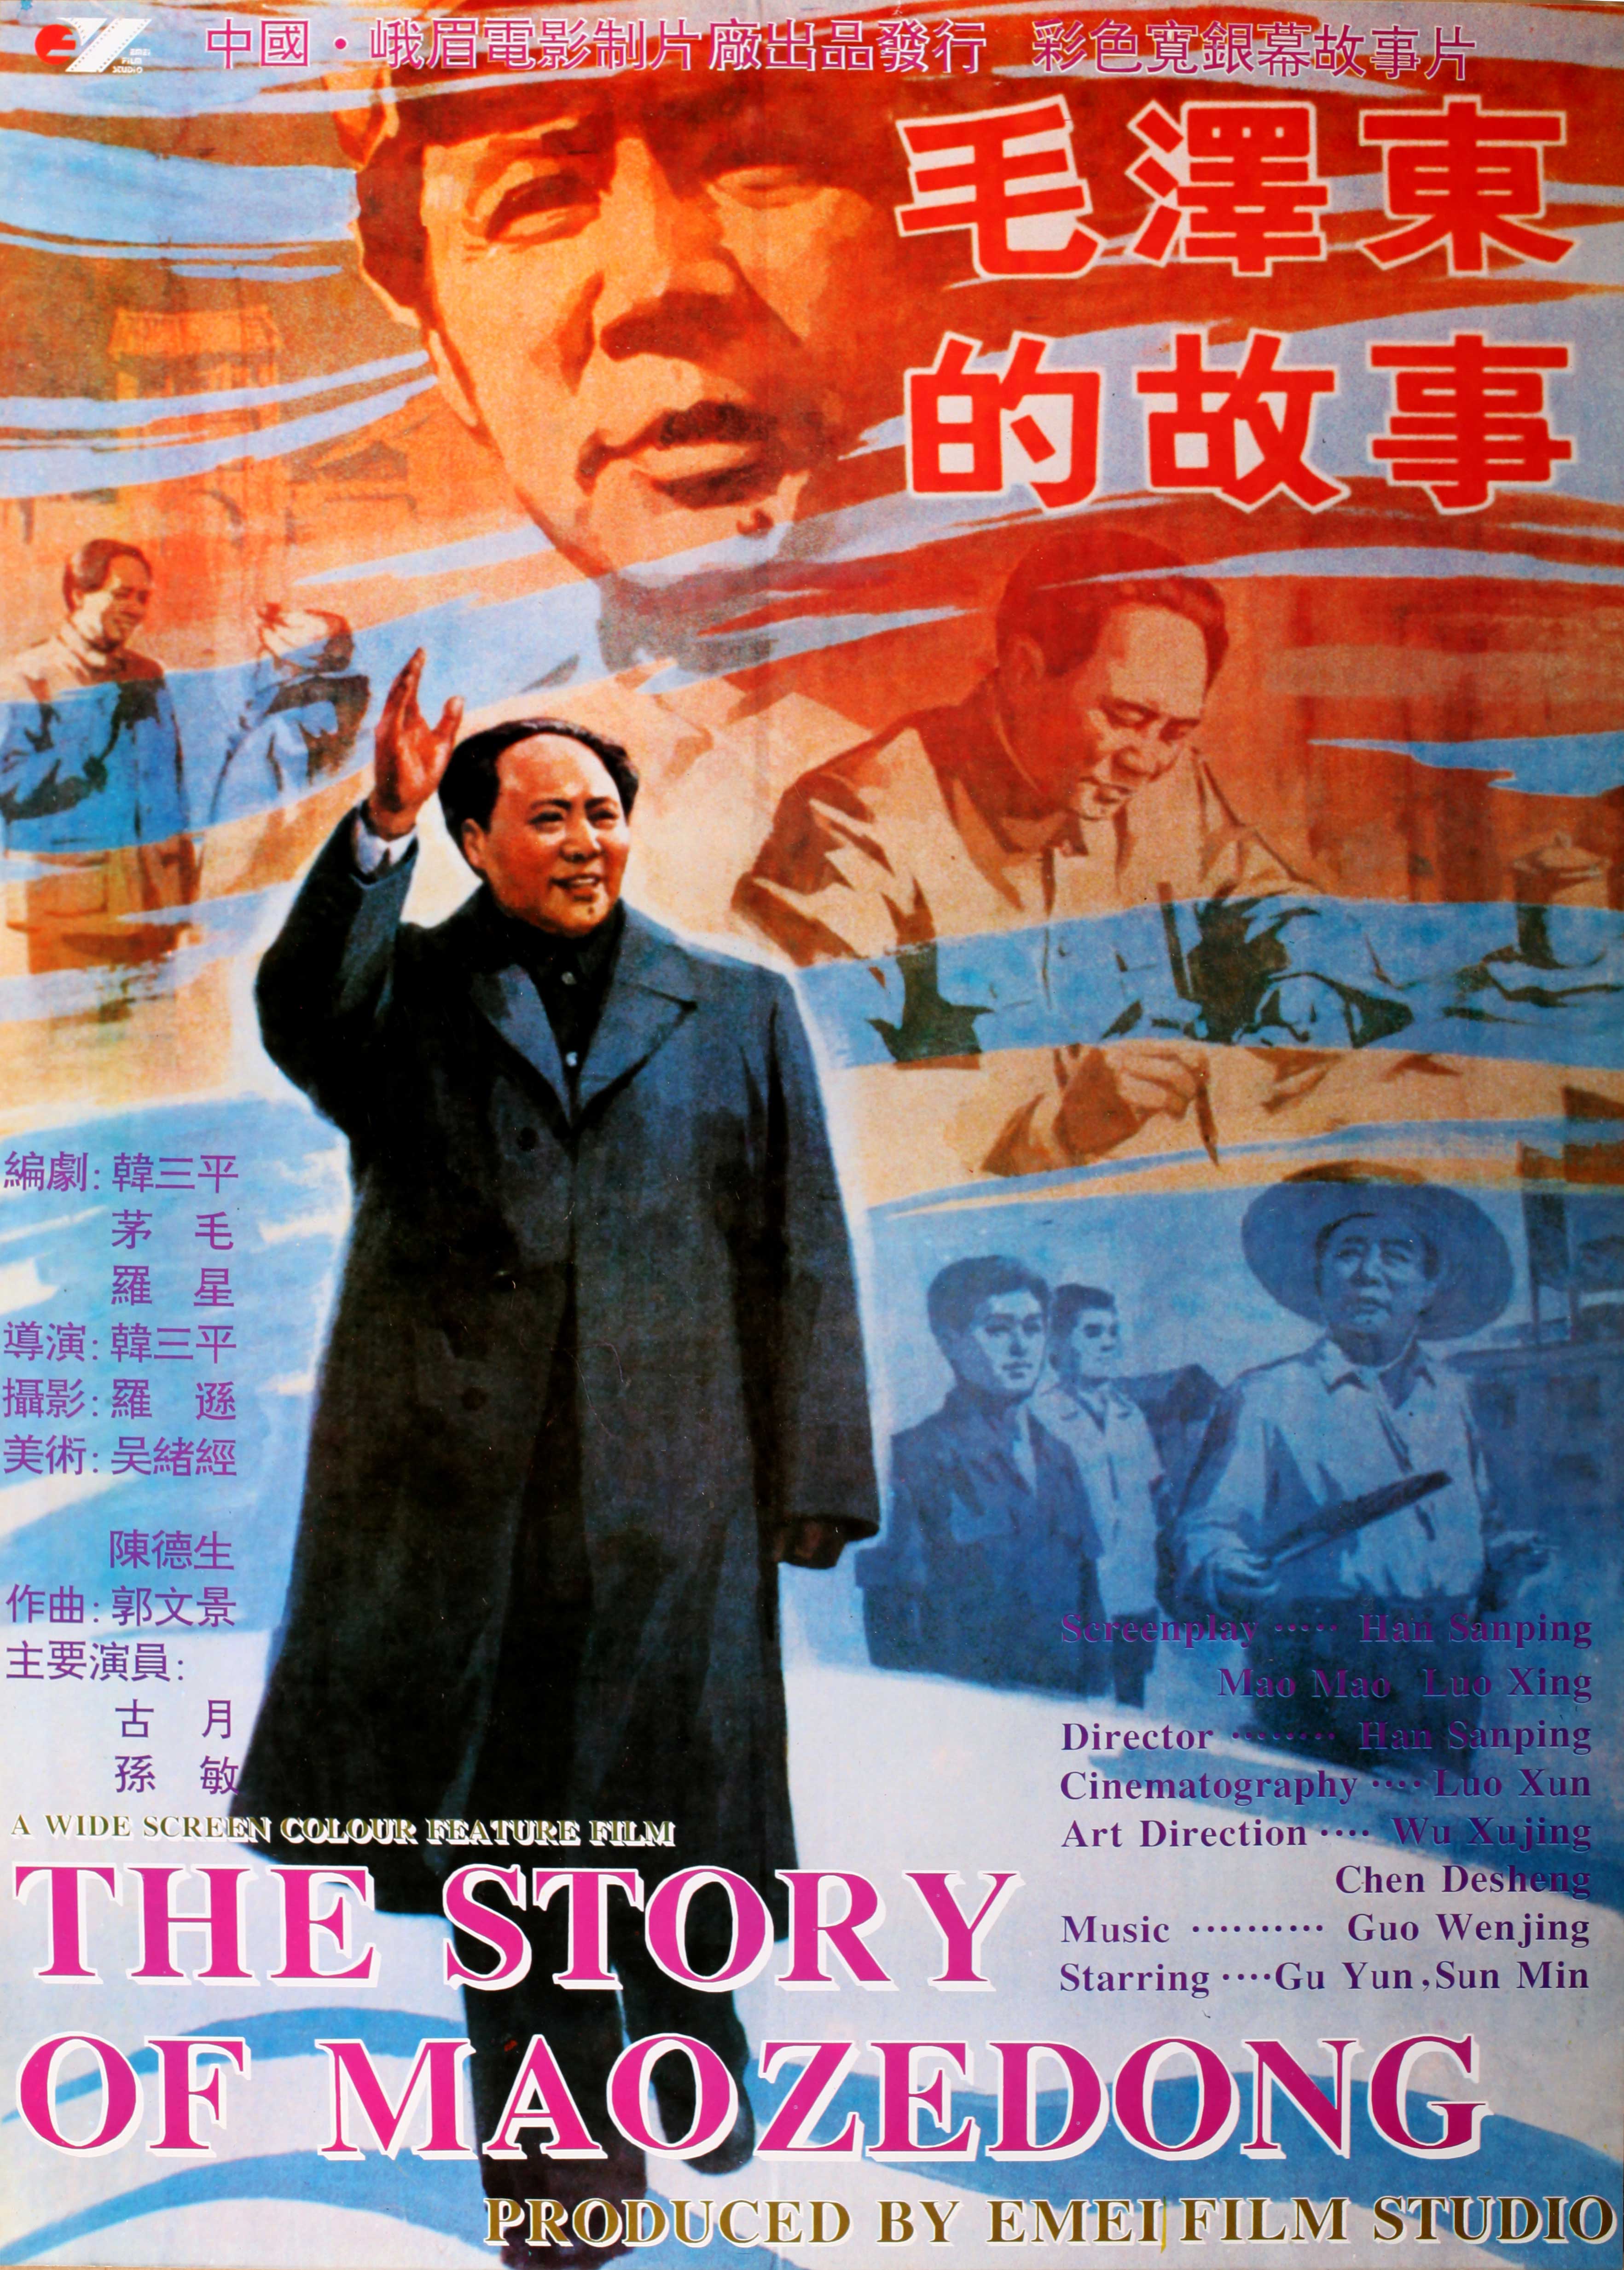 EMEI
FILM
STUDIO
中國·峨眉電影制片廠出品發行 彩色寬銀幕故事片
毛澤東
的故事
編劇:韓三平
茅 毛
羅 星
導演:韓三平
攝影:羅 遜
美術:吴緒經
陳德生
作曲:郭文景
主要演員:
古 月
孫 敏
Screenplay ····· Han Sanping
Mao Mao Luo Xing
Director ········ Han Sanping
Cinematography ···· Luo Xun
Art Direction ···· Wu Xujing
Chen Desheng
Music ·········· Guo Wenjing
Starring ····Gu Yun,Sun Min
A WIDE SCREEN COLOUR FEATURE FILM
THE STORY
OF MAOZEDONG
PRODUCED BY EMEI FILM STUDIO